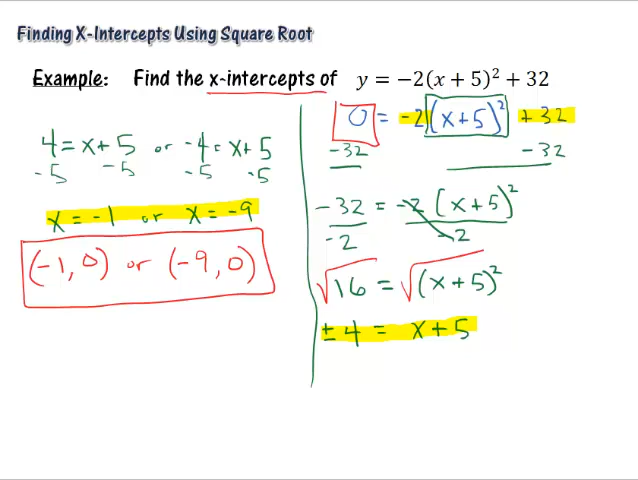 Finding X-Intercepts Using Square Root
Example: Find the x-intercepts of y = −2(x + 5)² + 32
0 = -2(x+5)² + 32
-32 -32
-32 = -2 (x+5)²
-2 -2
√16 = √(x+5)²
±4 = x+5
4 = x+5 or -4 = x+5
-5 -5 -5 -5
x = -1 or x = -9
(-1, 0) or (-9, 0)